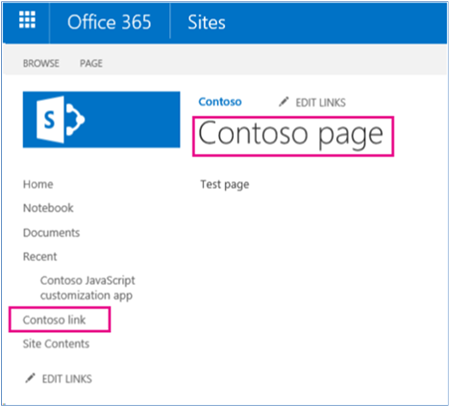 Office 365 Sites
BROWSE PAGE
S
Contoso EDIT LINKS
Contoso page
Home
Test page
Notebook
Documents
Recent
Contoso JavaScript
customization app
Contoso link
Site Contents
EDIT LINKS